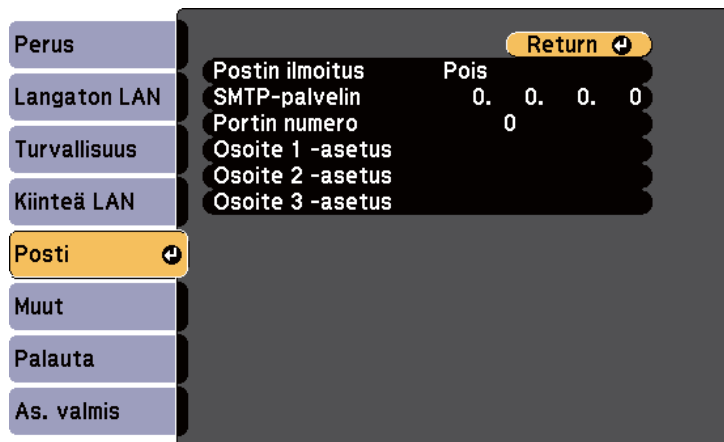 Perus
Langaton LAN
Turvallisuus
Kiinteä LAN
Posti
Muut
Palauta
As. valmis
Return
Postin ilmoitus Pois
SMTP-palvelin 0. 0. 0. 0
Portin numero 0
Osoite 1 -asetus
Osoite 2 -asetus
Osoite 3 -asetus